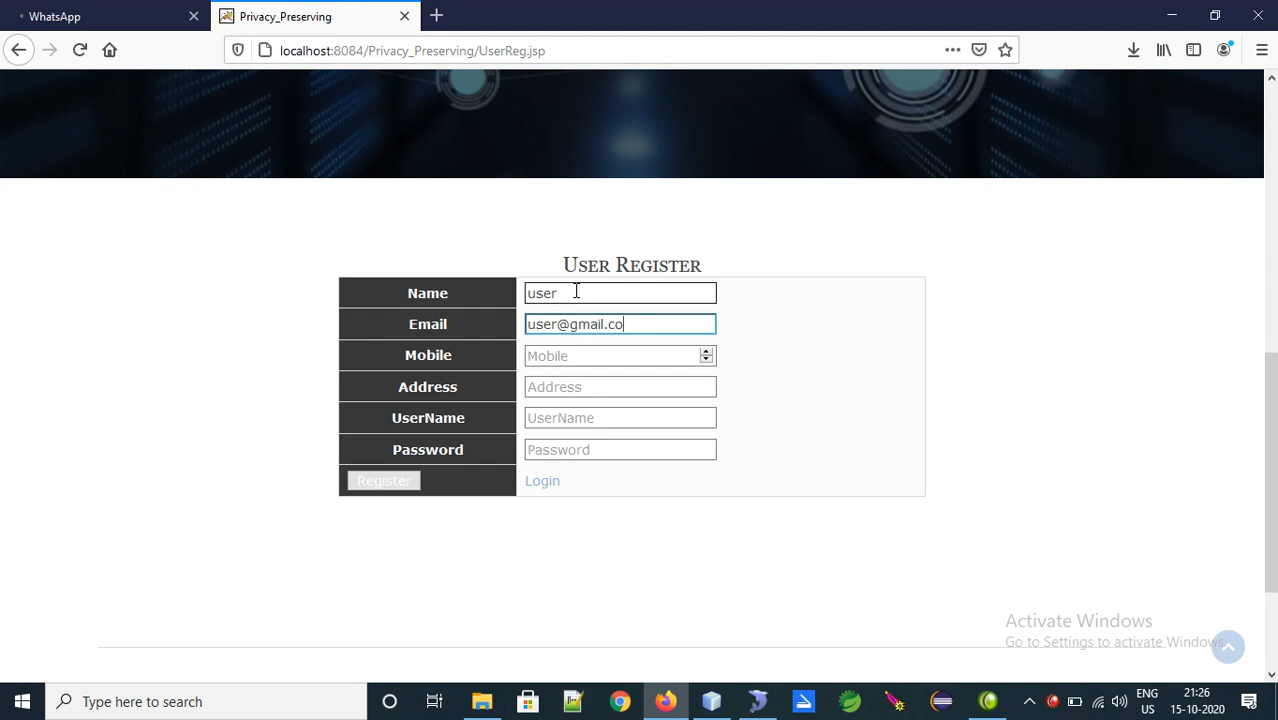 WhatsApp
Privacy_Preserving
localhost:8084/Privacy_Preserving/UserReg.jsp
User Register
Name
user
Email
user@gmail.co
Mobile
Mobile
Address
Address
UserName
UserName
Password
Password
Register
Login
Activate Windows
Go to Settings to activate Windows.
Type here to search
ENG
US
21:26
15-10-2020